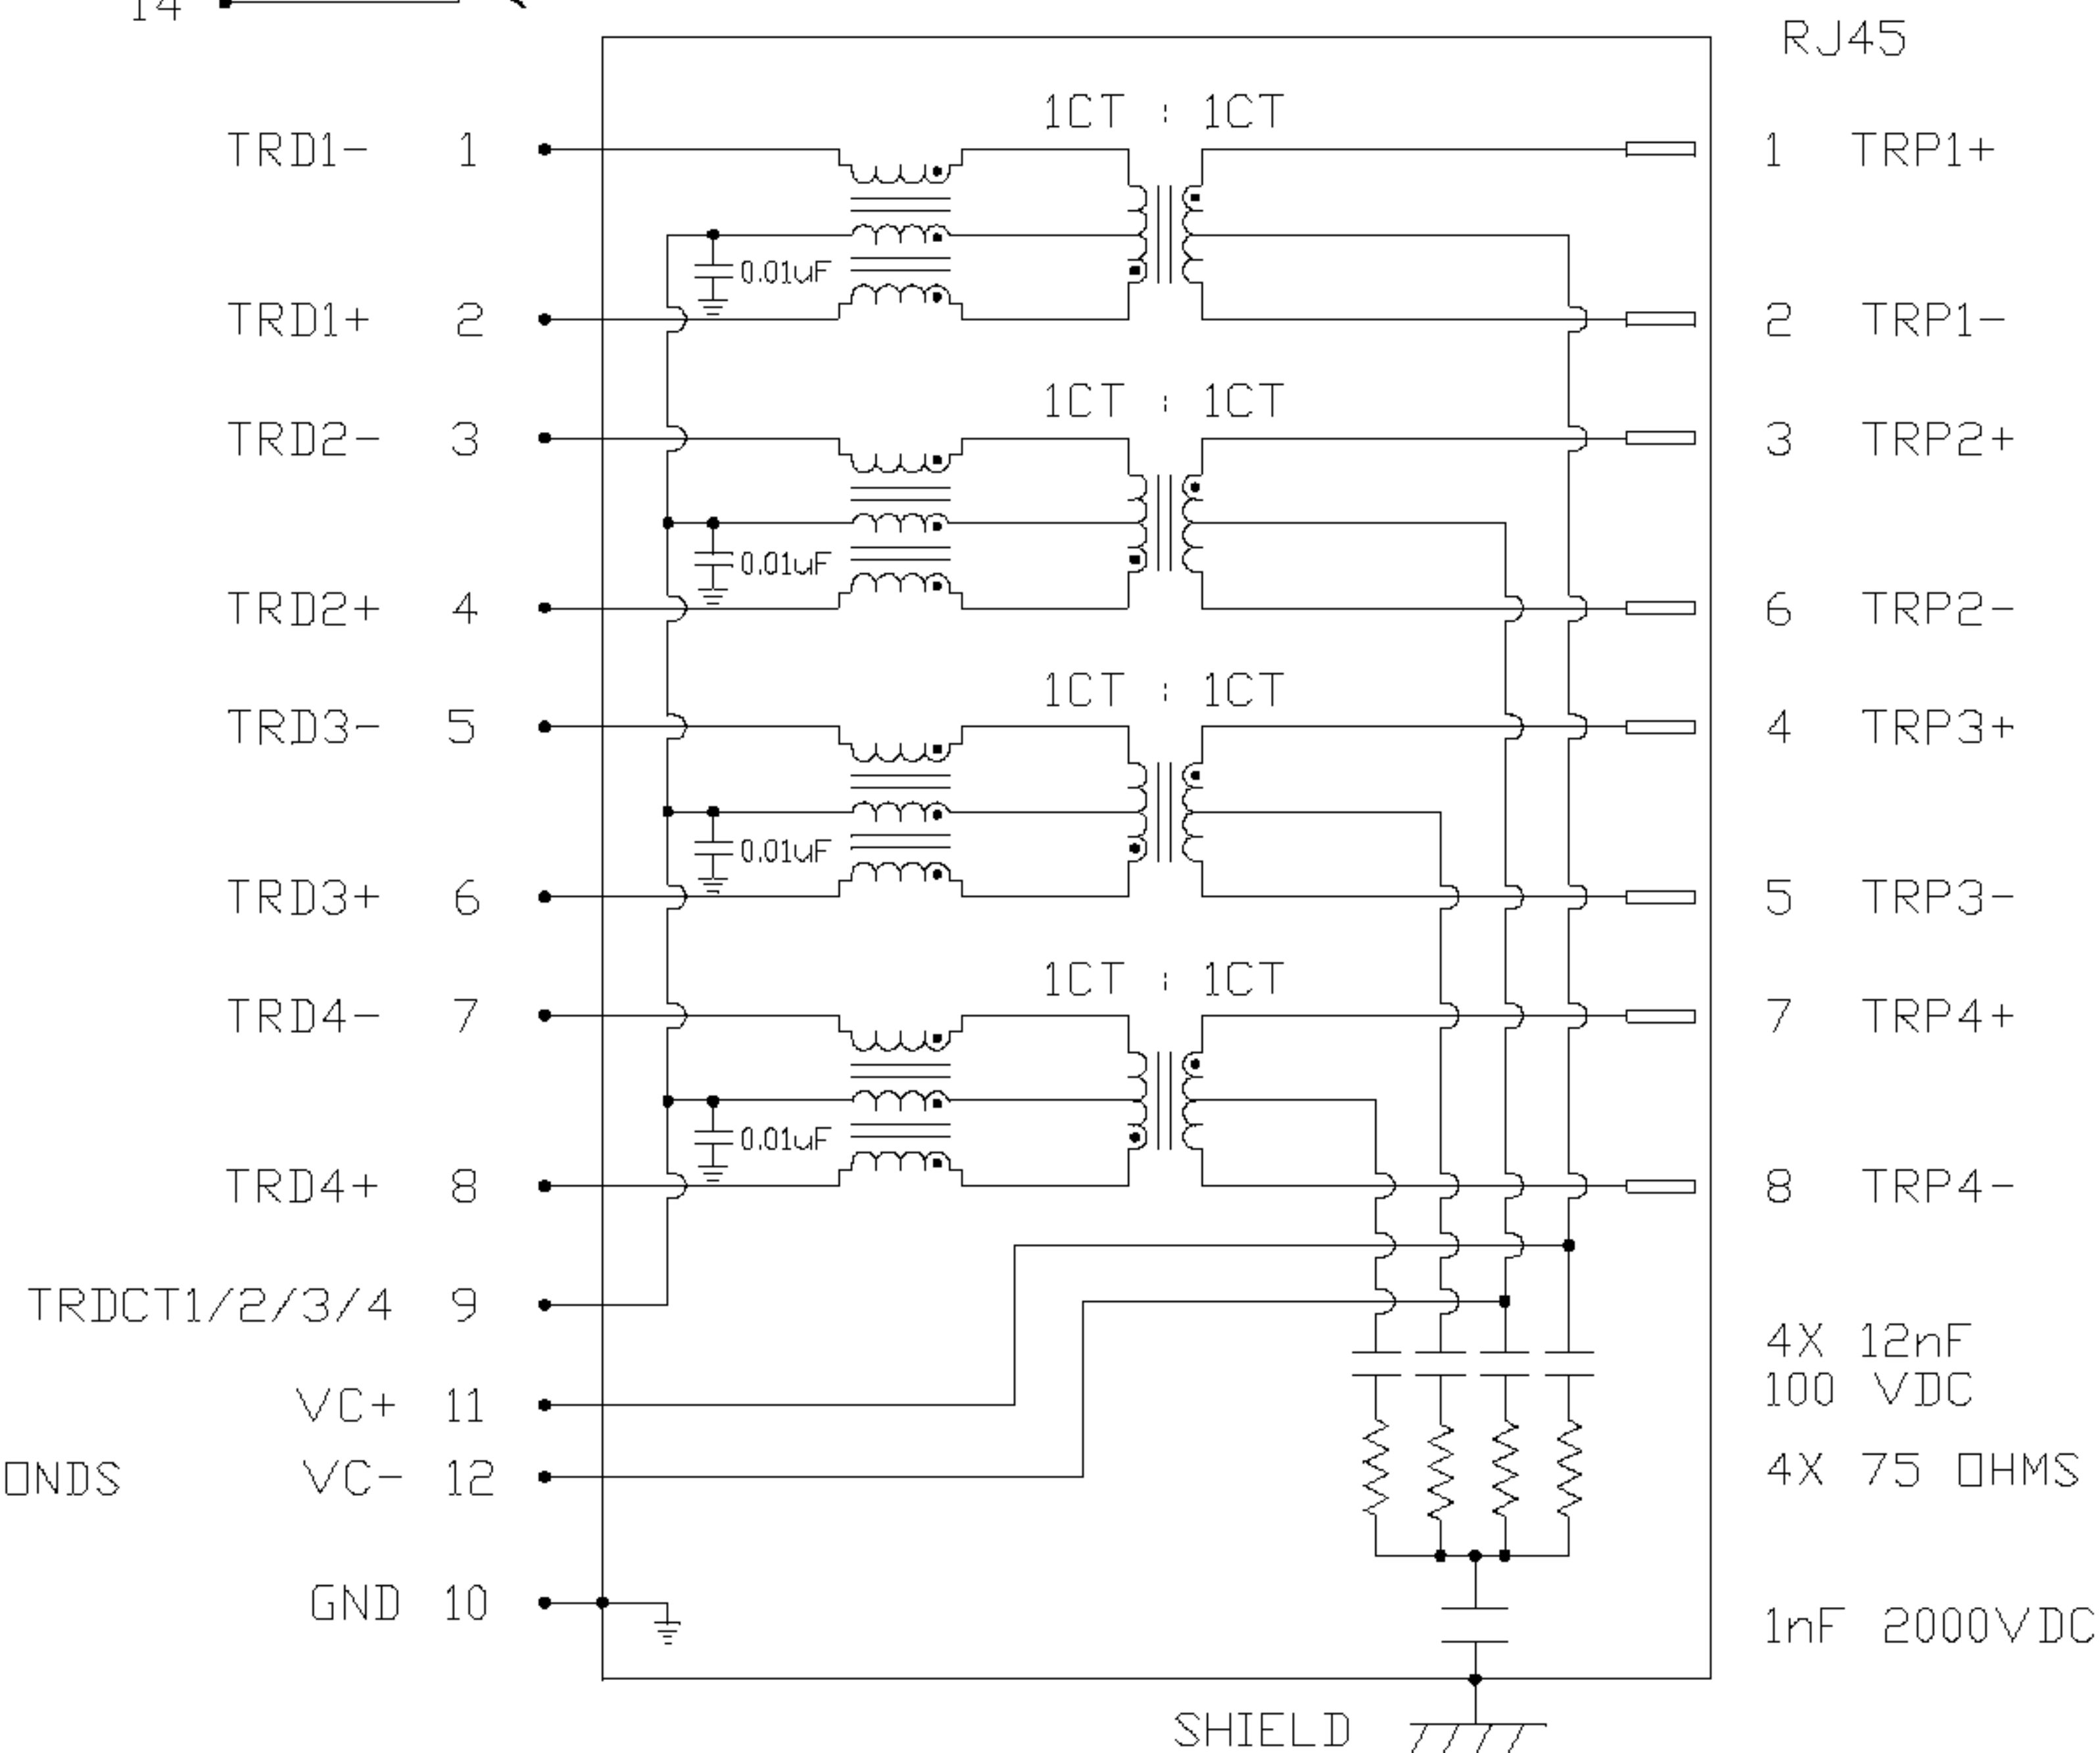 14
RJ45
1CT : 1CT
TRD1- 1
1 TRP1+
0.01uF
TRD1+ 2
2 TRP1-
1CT : 1CT
TRD2- 3
3 TRP2+
0.01uF
TRD2+ 4
6 TRP2-
1CT : 1CT
TRD3- 5
4 TRP3+
0.01uF
TRD3+ 6
5 TRP3-
1CT : 1CT
TRD4- 7
7 TRP4+
0.01uF
TRD4+ 8
8 TRP4-
TRDCT1/2/3/4 9
4X 12nF
100 VDC
VC+ 11
ONDS VC- 12
4X 75 OHMS
GND 10
1nF 2000VDC
SHIELD